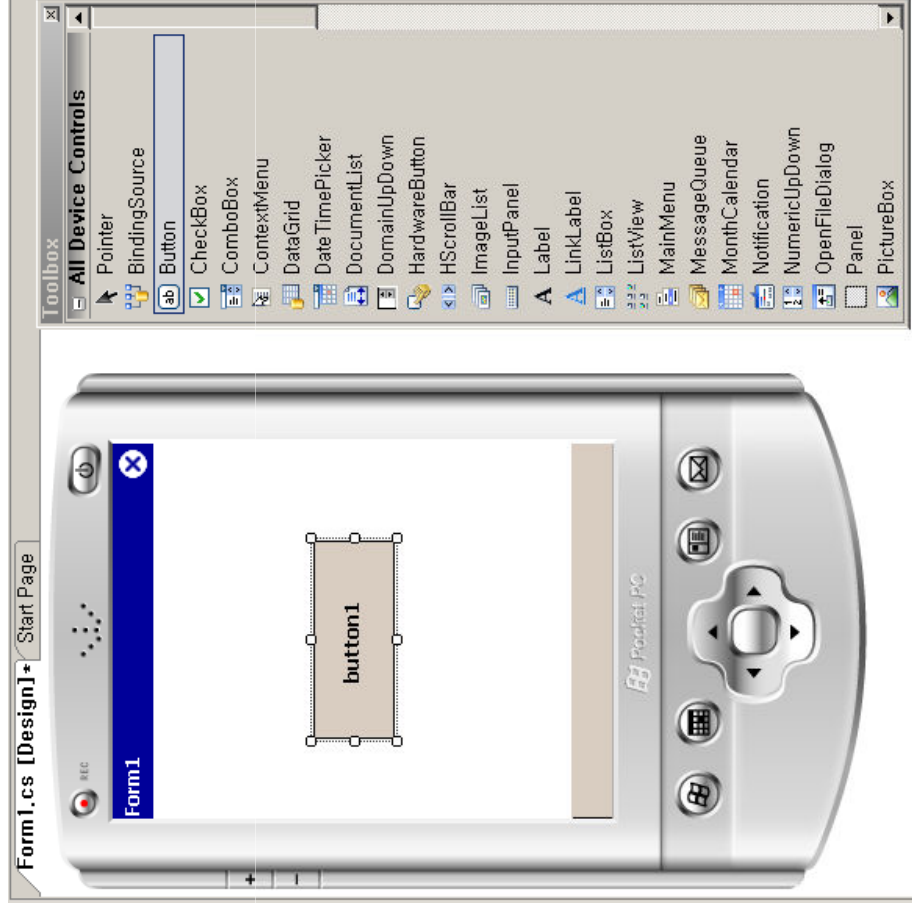 Form1.cs [Design]*
Start Page
REC
Form1
button1
+
-
Pocket PC
Toolbox
All Device Controls
Pointer
BindingSource
Button
CheckBox
ComboBox
ContextMenu
DataGrid
DateTimePicker
DocumentList
DomainUpDown
HardwareButton
HScrollBar
ImageList
InputPanel
Label
LinkLabel
ListBox
ListView
MainMenu
MessageQueue
MonthCalendar
Notification
NumericUpDown
OpenFileDialog
Panel
PictureBox